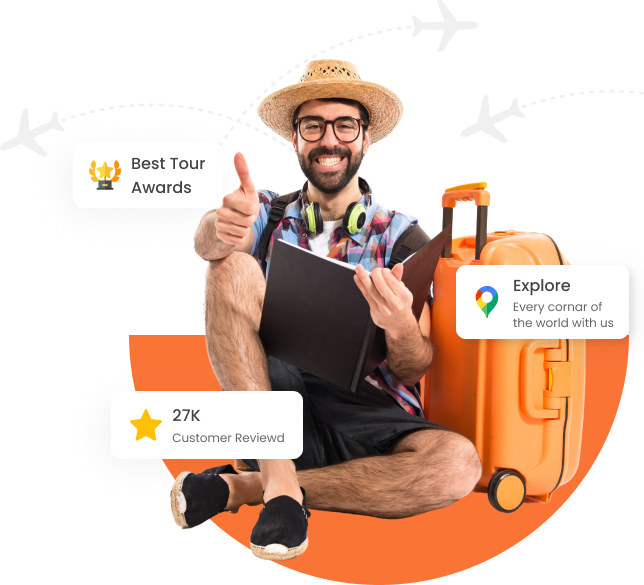 Best Tour
Awards
Explore
Every cornar of
the world with us
27K
Customer Reviewd